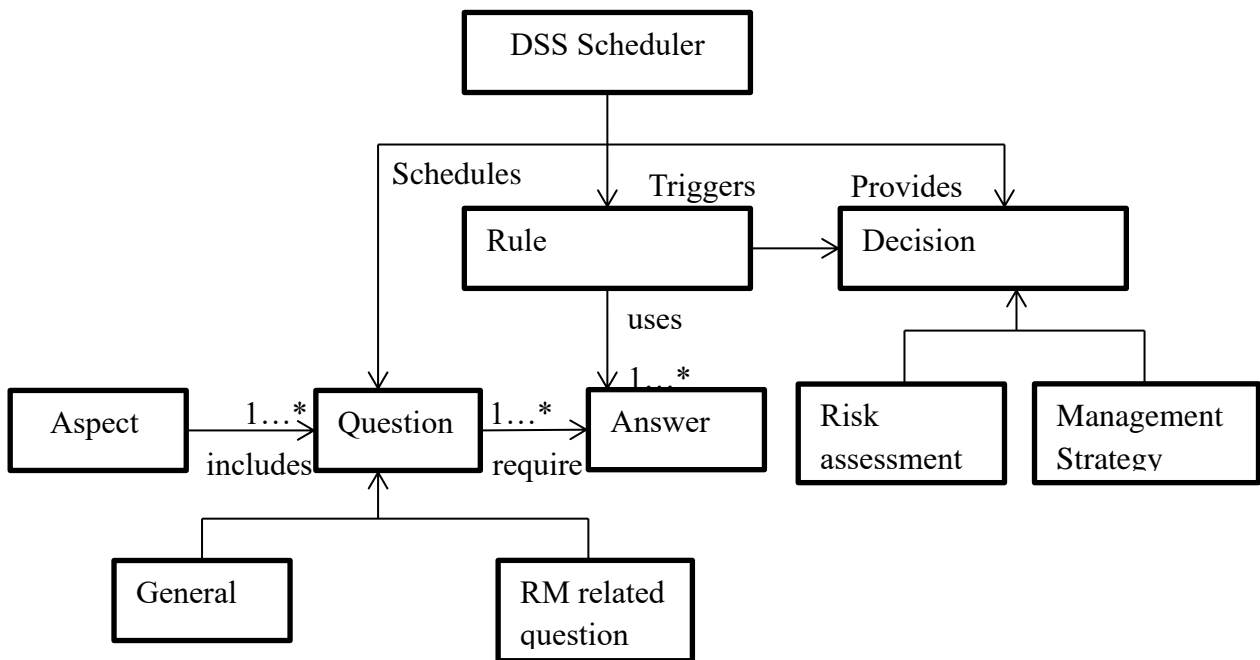 DSS Scheduler
Schedules
Triggers
Provides
Rule
Decision
uses
1…*
Aspect
1…*
Question
1…*
Answer
includes
require
Risk
assessment
Management
Strategy
General
RM related
question